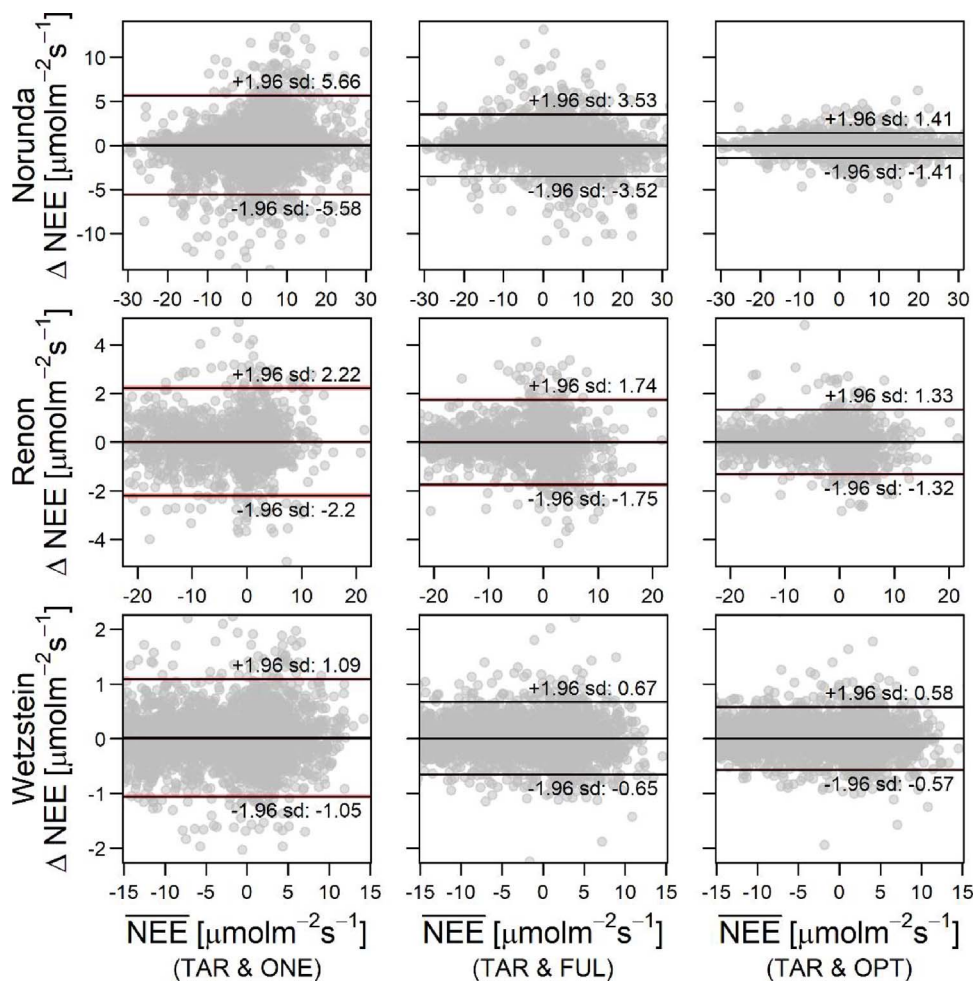 Norunda
Δ NEE [μmolm⁻²s⁻¹]
10
5
0
-5
-10
+1.96 sd: 5.66
-1.96 sd: -5.58
-30 -20 -10 0 10 20 30
+1.96 sd: 3.53
-1.96 sd: -3.52
-30 -20 -10 0 10 20 30
+1.96 sd: 1.41
-1.96 sd: -1.41
-30 -20 -10 0 10 20 30
Renon
Δ NEE [μmolm⁻²s⁻¹]
4
2
0
-2
-4
+1.96 sd: 2.22
-1.96 sd: -2.2
-20 -10 0 10 20
+1.96 sd: 1.74
-1.96 sd: -1.75
-20 -10 0 10 20
+1.96 sd: 1.33
-1.96 sd: -1.32
-20 -10 0 10 20
Wetzstein
Δ NEE [μmolm⁻²s⁻¹]
2
1
0
-1
-2
+1.96 sd: 1.09
-1.96 sd: -1.05
-15 -10 -5 0 5 10 15
+1.96 sd: 0.67
-1.96 sd: -0.65
-15 -10 -5 0 5 10 15
+1.96 sd: 0.58
-1.96 sd: -0.57
-15 -10 -5 0 5 10 15
N̅E̅E̅ [μmolm⁻²s⁻¹]
(TAR & ONE)
N̅E̅E̅ [μmolm⁻²s⁻¹]
(TAR & FUL)
N̅E̅E̅ [μmolm⁻²s⁻¹]
(TAR & OPT)